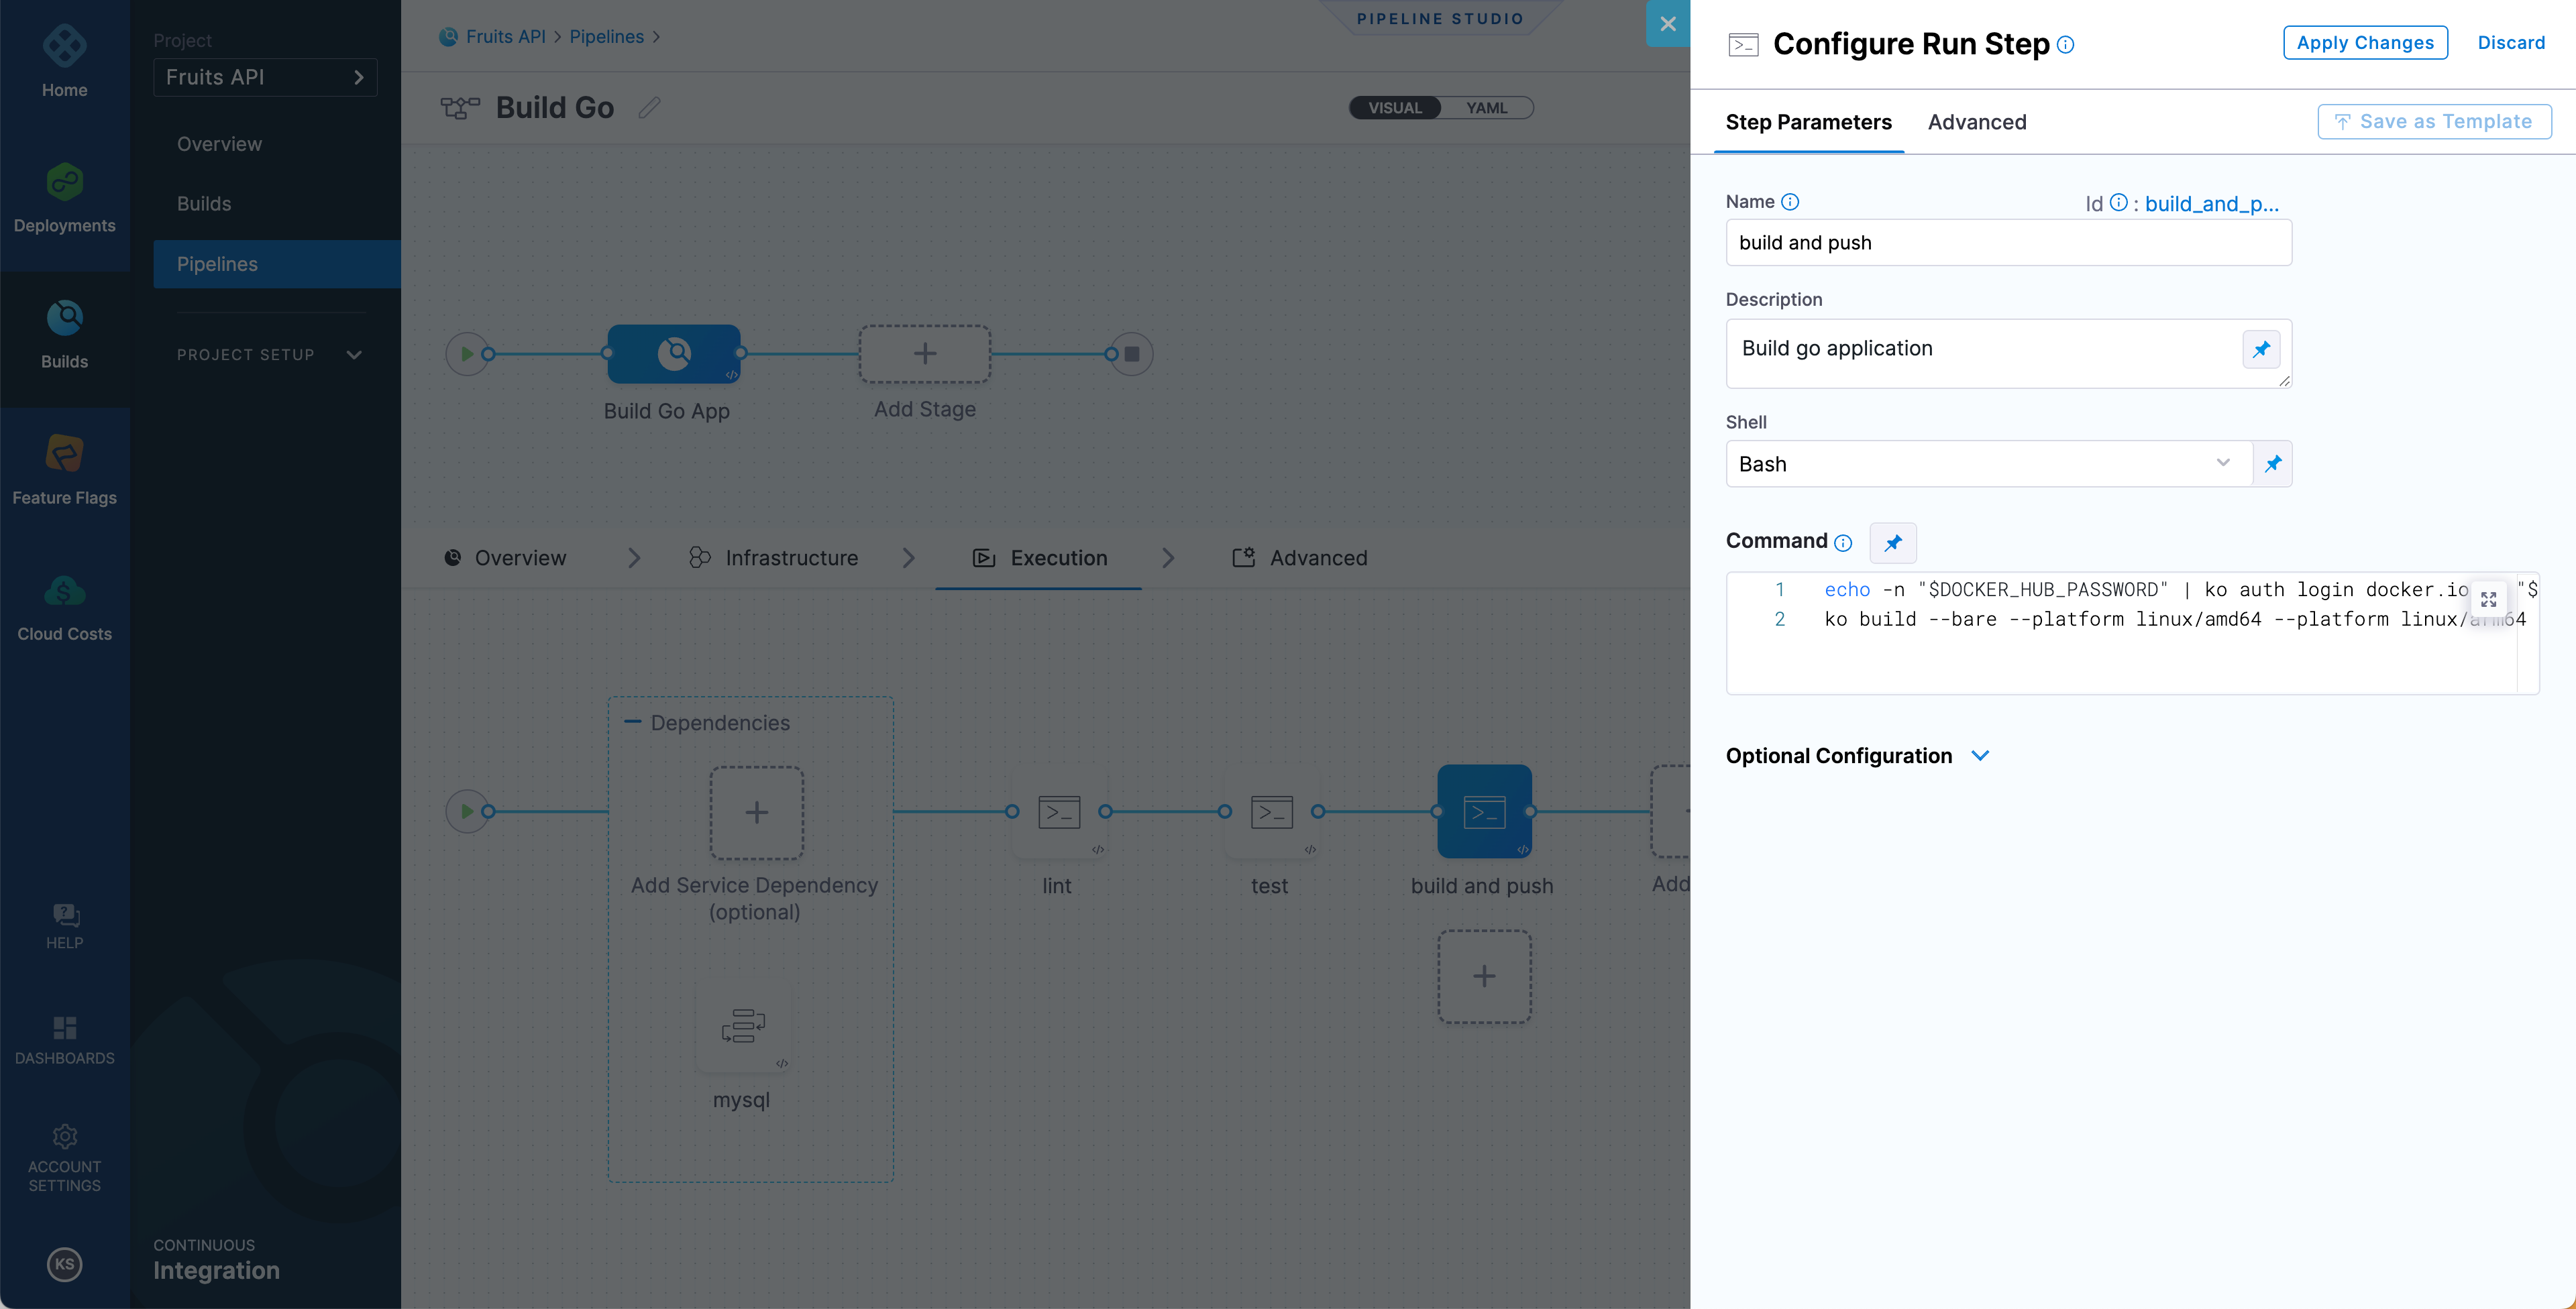 Home
Deployments
Builds
Feature Flags
Cloud Costs
HELP
DASHBOARDS
ACCOUNT
SETTINGS
KS
Project
Fruits API
Overview
Builds
Pipelines
PROJECT SETUP
CONTINUOUS
Integration
Fruits API > Pipelines >
PIPELINE STUDIO
Build Go
VISUAL YAML
Build Go App
Add Stage
Overview
Infrastructure
Execution
Advanced
Dependencies
Add Service Dependency
(optional)
mysql
lint
test
build and push
Add
Configure Run Step
Apply Changes
Discard
Step Parameters
Advanced
Save as Template
Name
Id : build_and_p...
build and push
Description
Build go application
Shell
Bash
Command
1 echo -n "$DOCKER_HUB_PASSWORD" | ko auth login docker.io "$
2 ko build --bare --platform linux/amd64 --platform linux/arm64
Optional Configuration